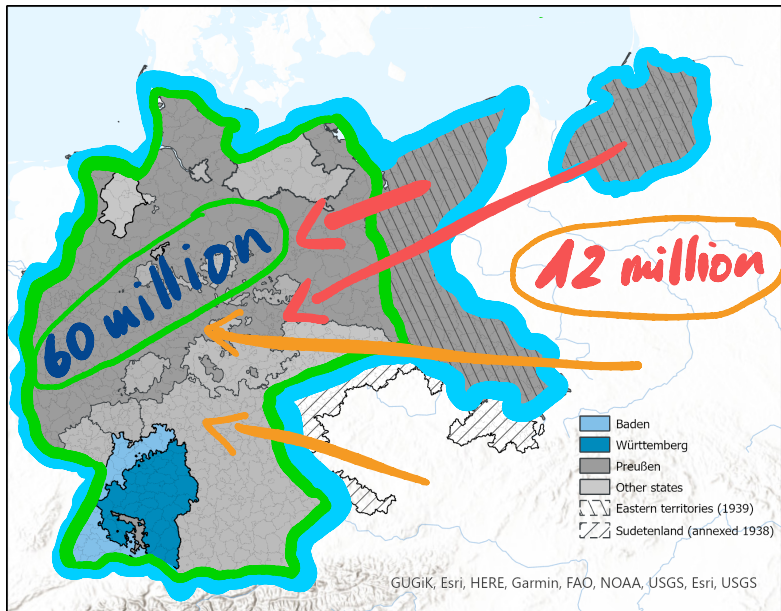 60 million
12 million
Baden
Württemberg
Preußen
Other states
Eastern territories (1939)
Sudetenland (annexed 1938)
GUGiK, Esri, HERE, Garmin, FAO, NOAA, USGS, Esri, USGS